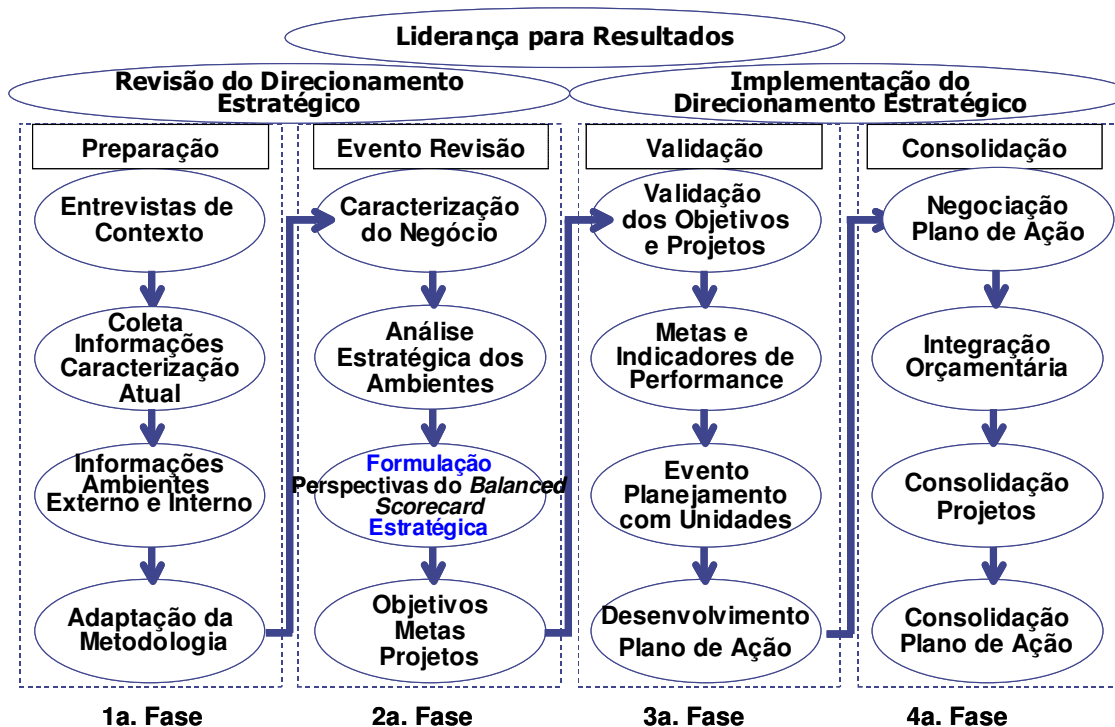 Liderança para Resultados
Revisão do Direcionamento
Estratégico
Implementação do
Direcionamento Estratégico
Preparação
Entrevistas de
Contexto
Coleta
Informações
Caracterização
Atual
Informações
Ambientes
Externo e Interno
Adaptação da
Metodologia
1a. Fase
Evento Revisão
Caracterização
do Negócio
Análise
Estratégica dos
Ambientes
Formulação
Perspectivas do Balanced
Scorecard
Estratégica
Objetivos
Metas
Projetos
2a. Fase
Validação
Validação
dos Objetivos
e Projetos
Metas e
Indicadores de
Performance
Evento
Planejamento
com Unidades
Desenvolvimento
Plano de Ação
3a. Fase
Consolidação
Negociação
Plano de Ação
Integração
Orçamentária
Consolidação
Projetos
Consolidação
Plano de Ação
4a. Fase